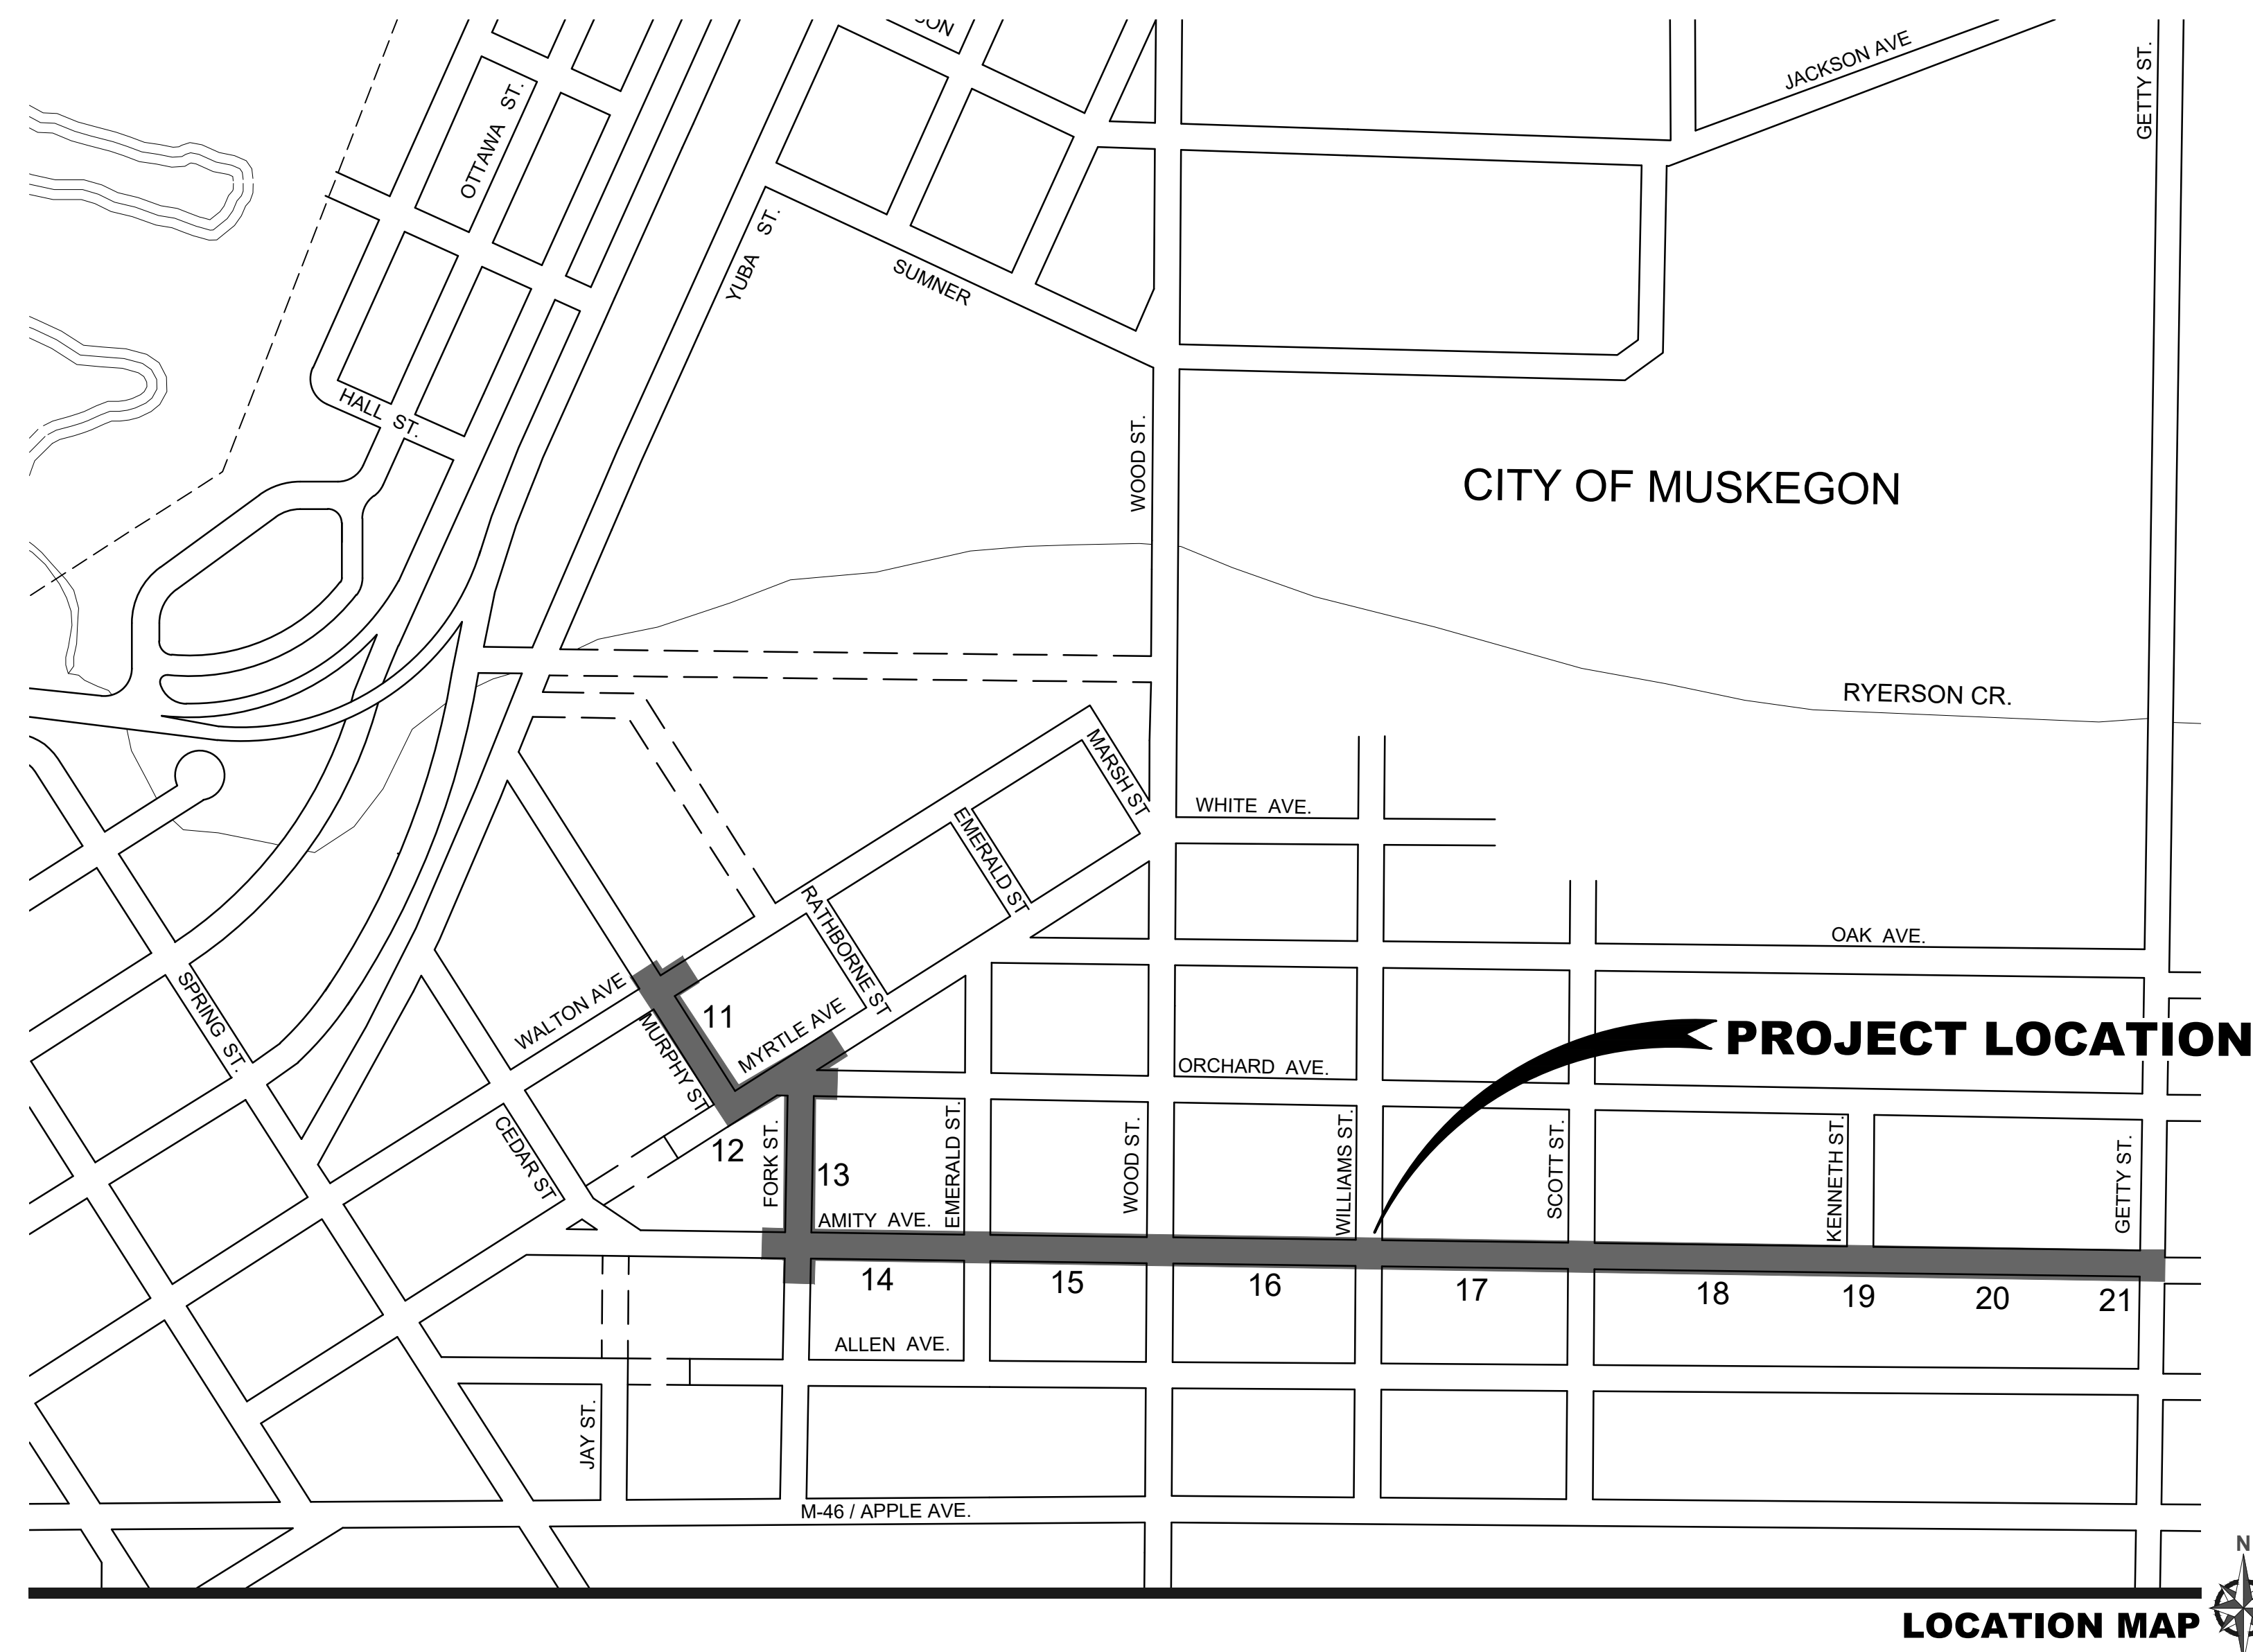 JACKSON AVE
GETTY ST.
OTTAWA ST.
YUBA ST.
SUMNER
HALL ST.
WOOD ST.
CITY OF MUSKEGON
RYERSON CR.
MARSH ST
WHITE AVE.
EMERALD ST
RATHBORNE ST
OAK AVE.
SPRING ST.
WALTON AVE
11
MYRTLE AVE
MURPHY ST
PROJECT LOCATION
ORCHARD AVE.
CEDAR ST
12
FORK ST.
13
EMERALD ST.
WOOD ST.
WILLIAMS ST.
SCOTT ST.
KENNETH ST.
GETTY ST.
AMITY AVE.
14
15
16
17
18
19
20
21
ALLEN AVE.
JAY ST.
M-46 / APPLE AVE.
N
LOCATION MAP